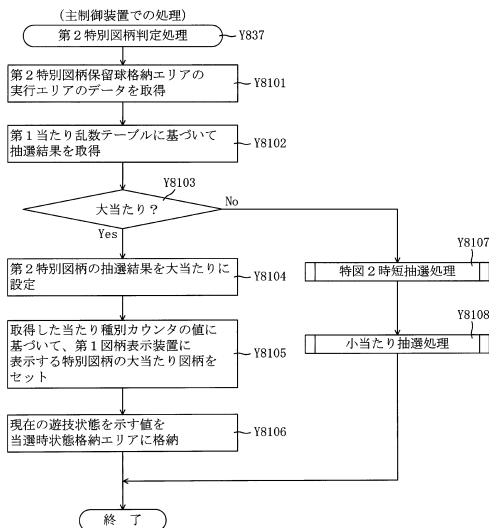 (主制御装置での処理)
第2特別図柄判定処理
Y837
第2特別図柄保留球格納エリアの
実行エリアのデータを取得
Y8101
第1当たり乱数テーブルに基づいて
抽選結果を取得
Y8102
Y8103
大当たり?
No
Yes
第2特別図柄の抽選結果を大当たりに
設定
Y8104
取得した当たり種別カウンタの値に
基づいて、第1図柄表示装置に
表示する特別図柄の大当たり図柄を
セット
Y8105
現在の遊技状態を示す値を
当選時状態格納エリアに格納
Y8106
Y8107
特図2時短抽選処理
Y8108
小当たり抽選処理
終 了